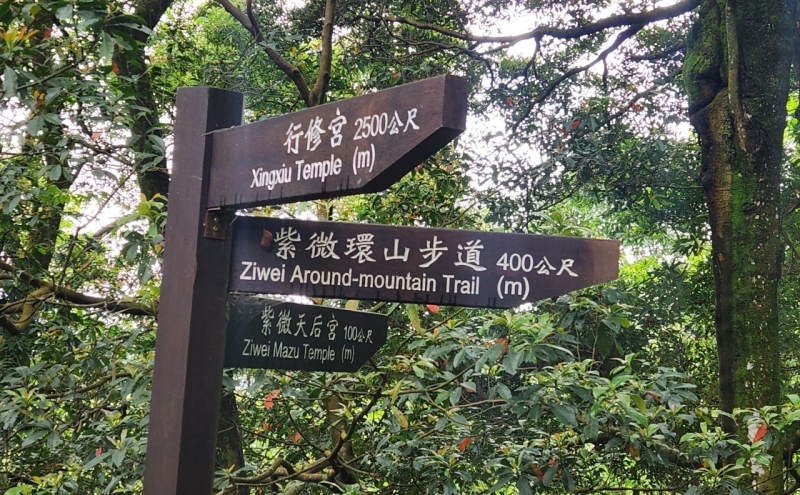 行修宮 2500公尺
Xingxiu Temple (m)
紫微環山步道 400公尺
Ziwei Around-mountain Trail (m)
紫微天后宮 100公尺
Ziwei Mazu Temple (m)